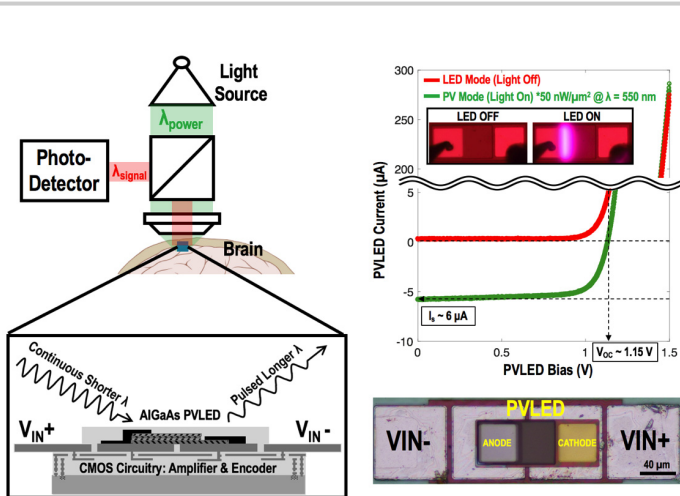 Light
Source
λpower
Photo-
Detector
λsignal
Brain
Continuous Shorter λ
Pulsed Longer λ
AlGaAs PVLED
VIN+
VIN -
CMOS Circuitry: Amplifier & Encoder
LED Mode (Light Off)
PV Mode (Light On) *50 nW/μm² @ λ = 550 nm
LED OFF
LED ON
300
250
200
5
0
-5
-10
PVLED Current (μA)
Is ~ 6 μA
VOC ~ 1.15 V
0
0.5
1
1.5
PVLED Bias (V)
PVLED
VIN-
ANODE
CATHODE
VIN+
40 μm